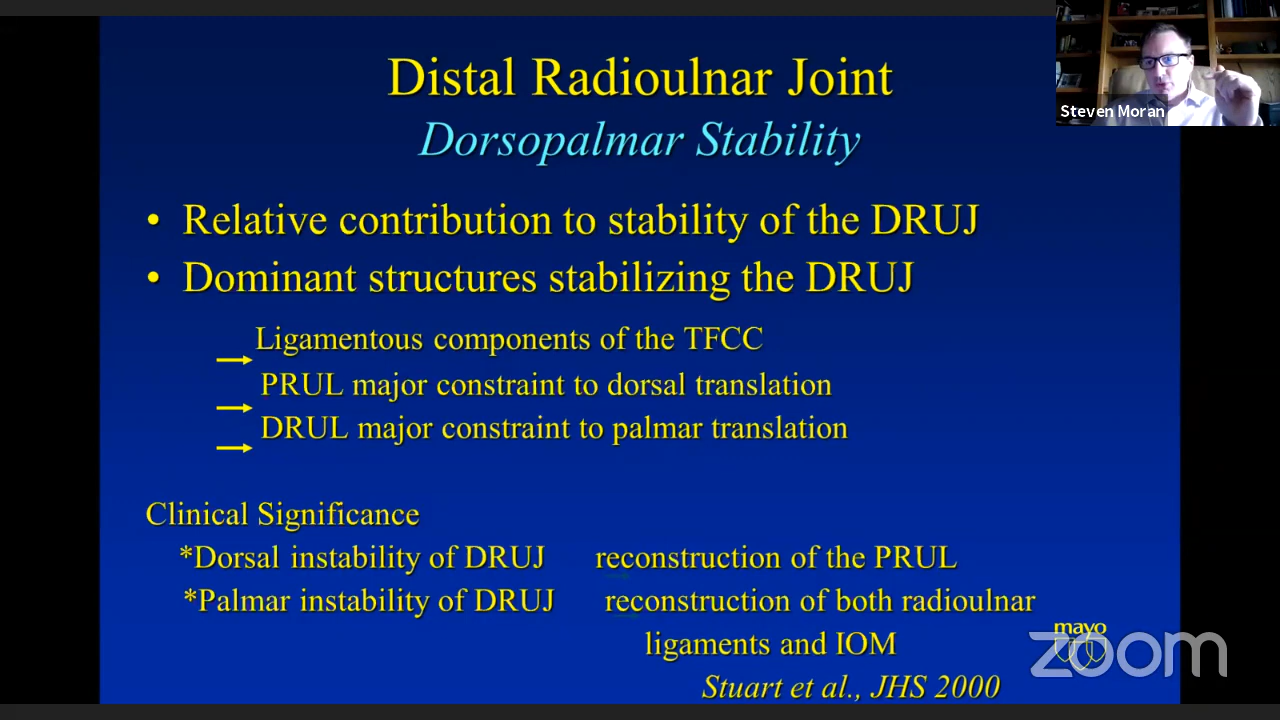 Distal Radioulnar Joint
Dorsopalmar Stability
Steven Moran
• Relative contribution to stability of the DRUJ
• Dominant structures stabilizing the DRUJ
Ligamentous components of the TFCC
PRUL major constraint to dorsal translation
DRUL major constraint to palmar translation
Clinical Significance
*Dorsal instability of DRUJ reconstruction of the PRUL
*Palmar instability of DRUJ reconstruction of both radioulnar
ligaments and IOM
mayo
zoom
Stuart et al., JHS 2000